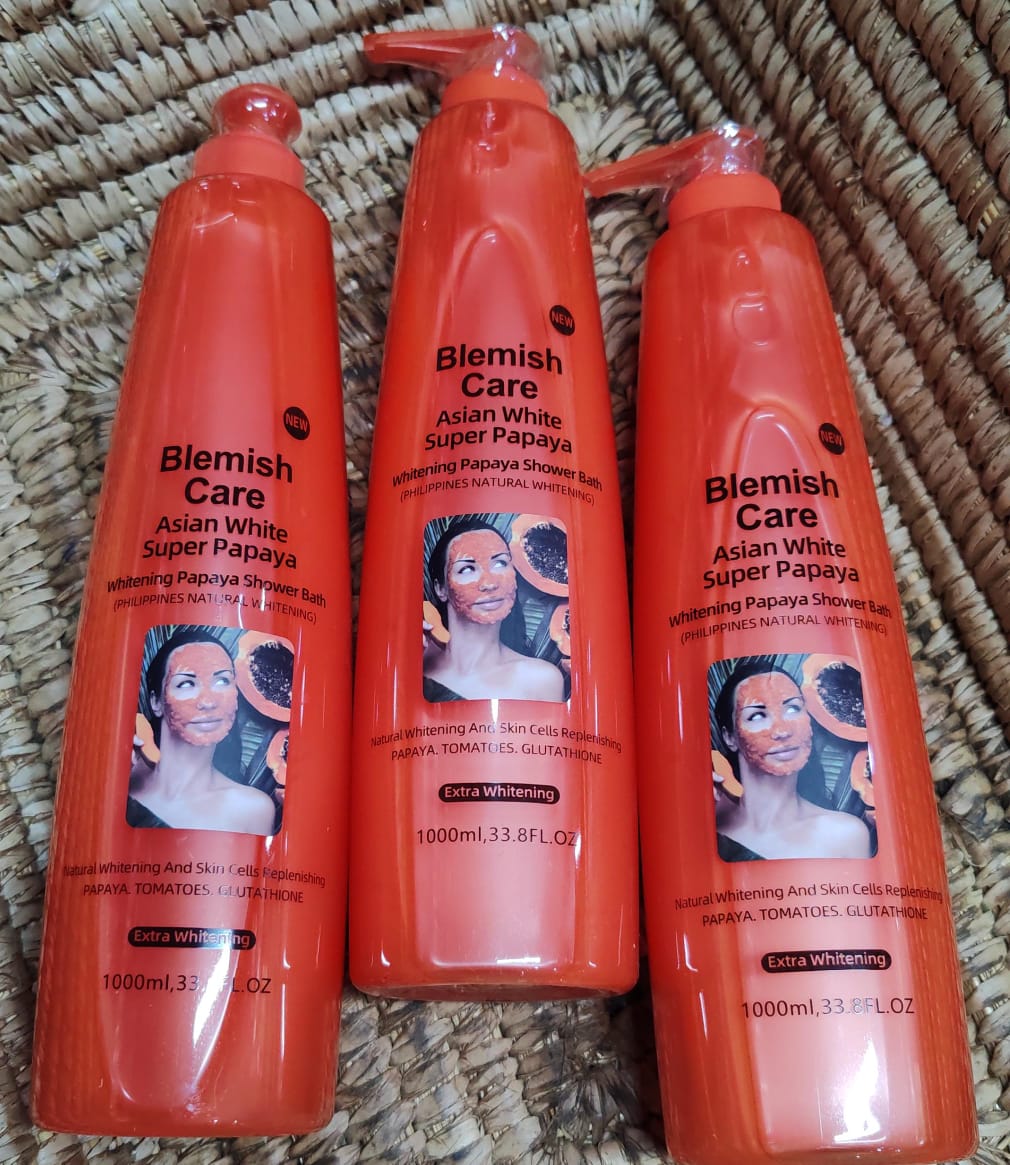 NEW
Blemish
Care
Asian White
Super Papaya
Whitening Papaya Shower Bath
(PHILIPPINES NATURAL WHITENING)
Natural Whitening And Skin Cells Replenishing
PAPAYA. TOMATOES. GLUTATHIONE
Extra Whitening
1000ml,33. FL.OZ
NEW
Blemish
Care
Asian White
Super Papaya
Whitening Papaya Shower Bath
(PHILIPPINES NATURAL WHITENING)
Natural Whitening And Skin Cells Replenishing
PAPAYA. TOMATOES. GLUTATHIONE
Extra Whitening
1000ml,33.8FL.OZ
NEW
Blemish
Care
Asian White
Super Papaya
Whitening Papaya Shower Bath
(PHILIPPINES NATURAL WHITENING)
Natural Whitening And Skin Cells Replenishing
PAPAYA. TOMATOES. GLUTATHIONE
Extra Whitening
1000ml,33.8FL.OZ